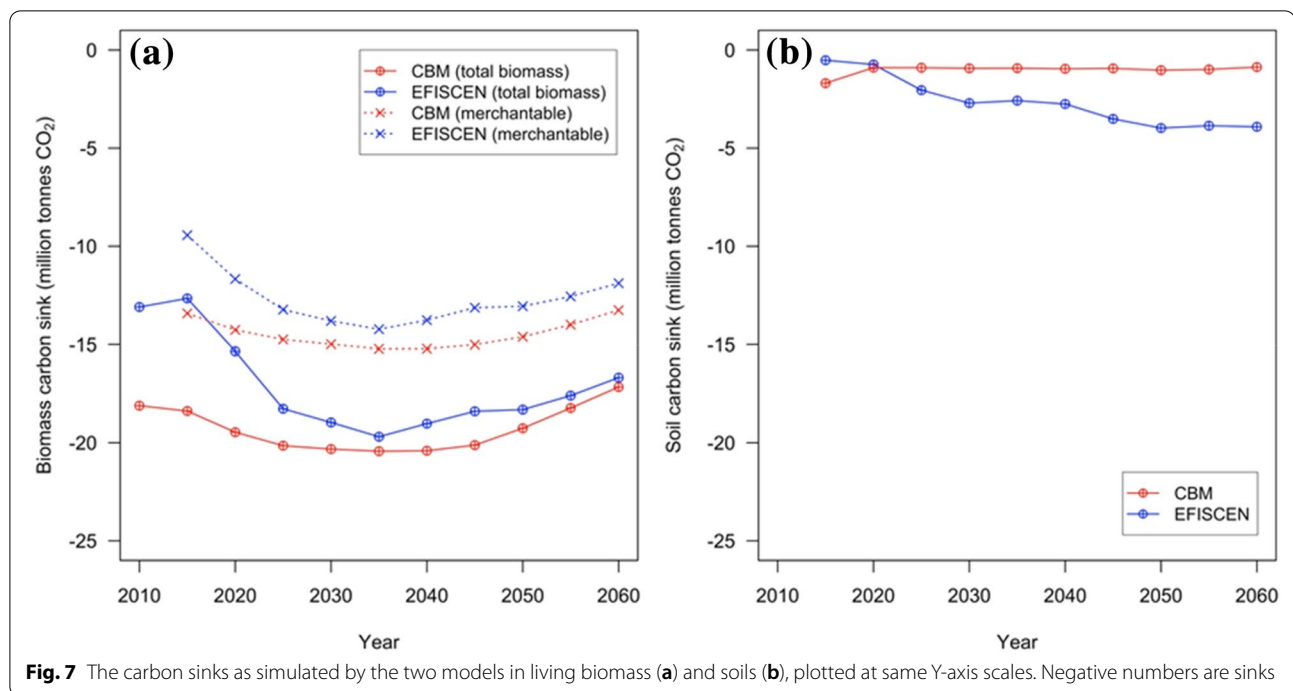 (a)
CBM (total biomass)
EFISCEN (total biomass)
CBM (merchantable)
EFISCEN (merchantable)
Biomass carbon sink (million tonnes CO₂)
0
-5
-10
-15
-20
-25
2010 2020 2030 2040 2050 2060
Year
(b)
Soil carbon sink (million tonnes CO₂)
0
-5
-10
-15
-20
-25
CBM
EFISCEN
2010 2020 2030 2040 2050 2060
Year
Fig. 7 The carbon sinks as simulated by the two models in living biomass (a) and soils (b), plotted at same Y-axis scales. Negative numbers are sinks